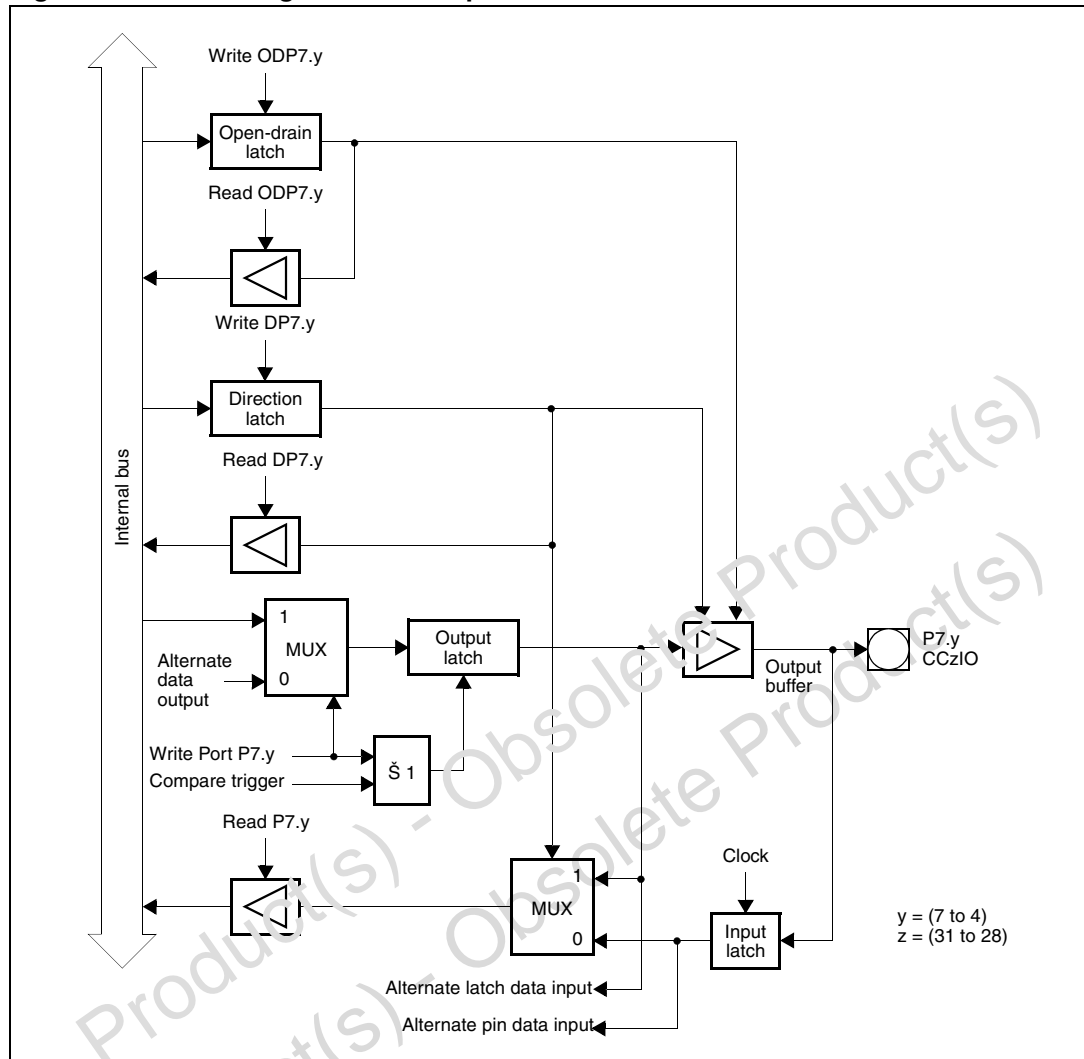 Write ODP7.y
Open-drain
latch
Read ODP7.y
Write DP7.y
Direction
latch
Read DP7.y
Internal bus
1
MUX
0
Alternate
data
output
Output
latch
Output
buffer
P7.y
CCzIO
Write Port P7.y
Compare trigger
Š 1
Read P7.y
1
MUX
0
Clock
Input
latch
y = (7 to 4)
z = (31 to 28)
Alternate latch data input
Alternate pin data input
Product(s) - Obsolete Product(s)
Product(s) - Obsolete Product(s)